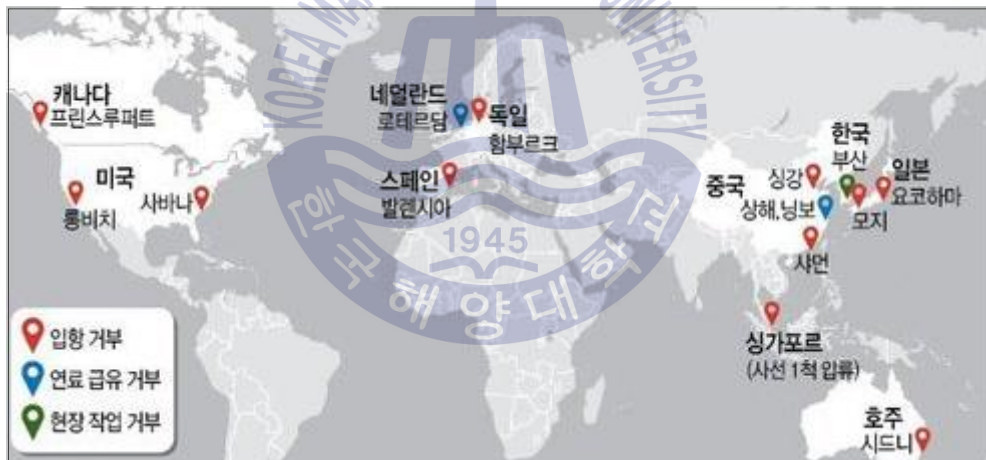 KOREA MARITIME
UNIVERSITY
캐나다
프린스루퍼트
미국
롱비치
사바나
네덜란드
로테르담
독일
함부르크
스페인
발렌시아
중국
싱강
상해,닝보
샤먼
한국
부산
일본
요코하마
모지
싱가포르
(사선 1척 입류)
호주
시드니
1945
한국해양대학교
입항 거부
연료 급유 거부
현장 작업 거부